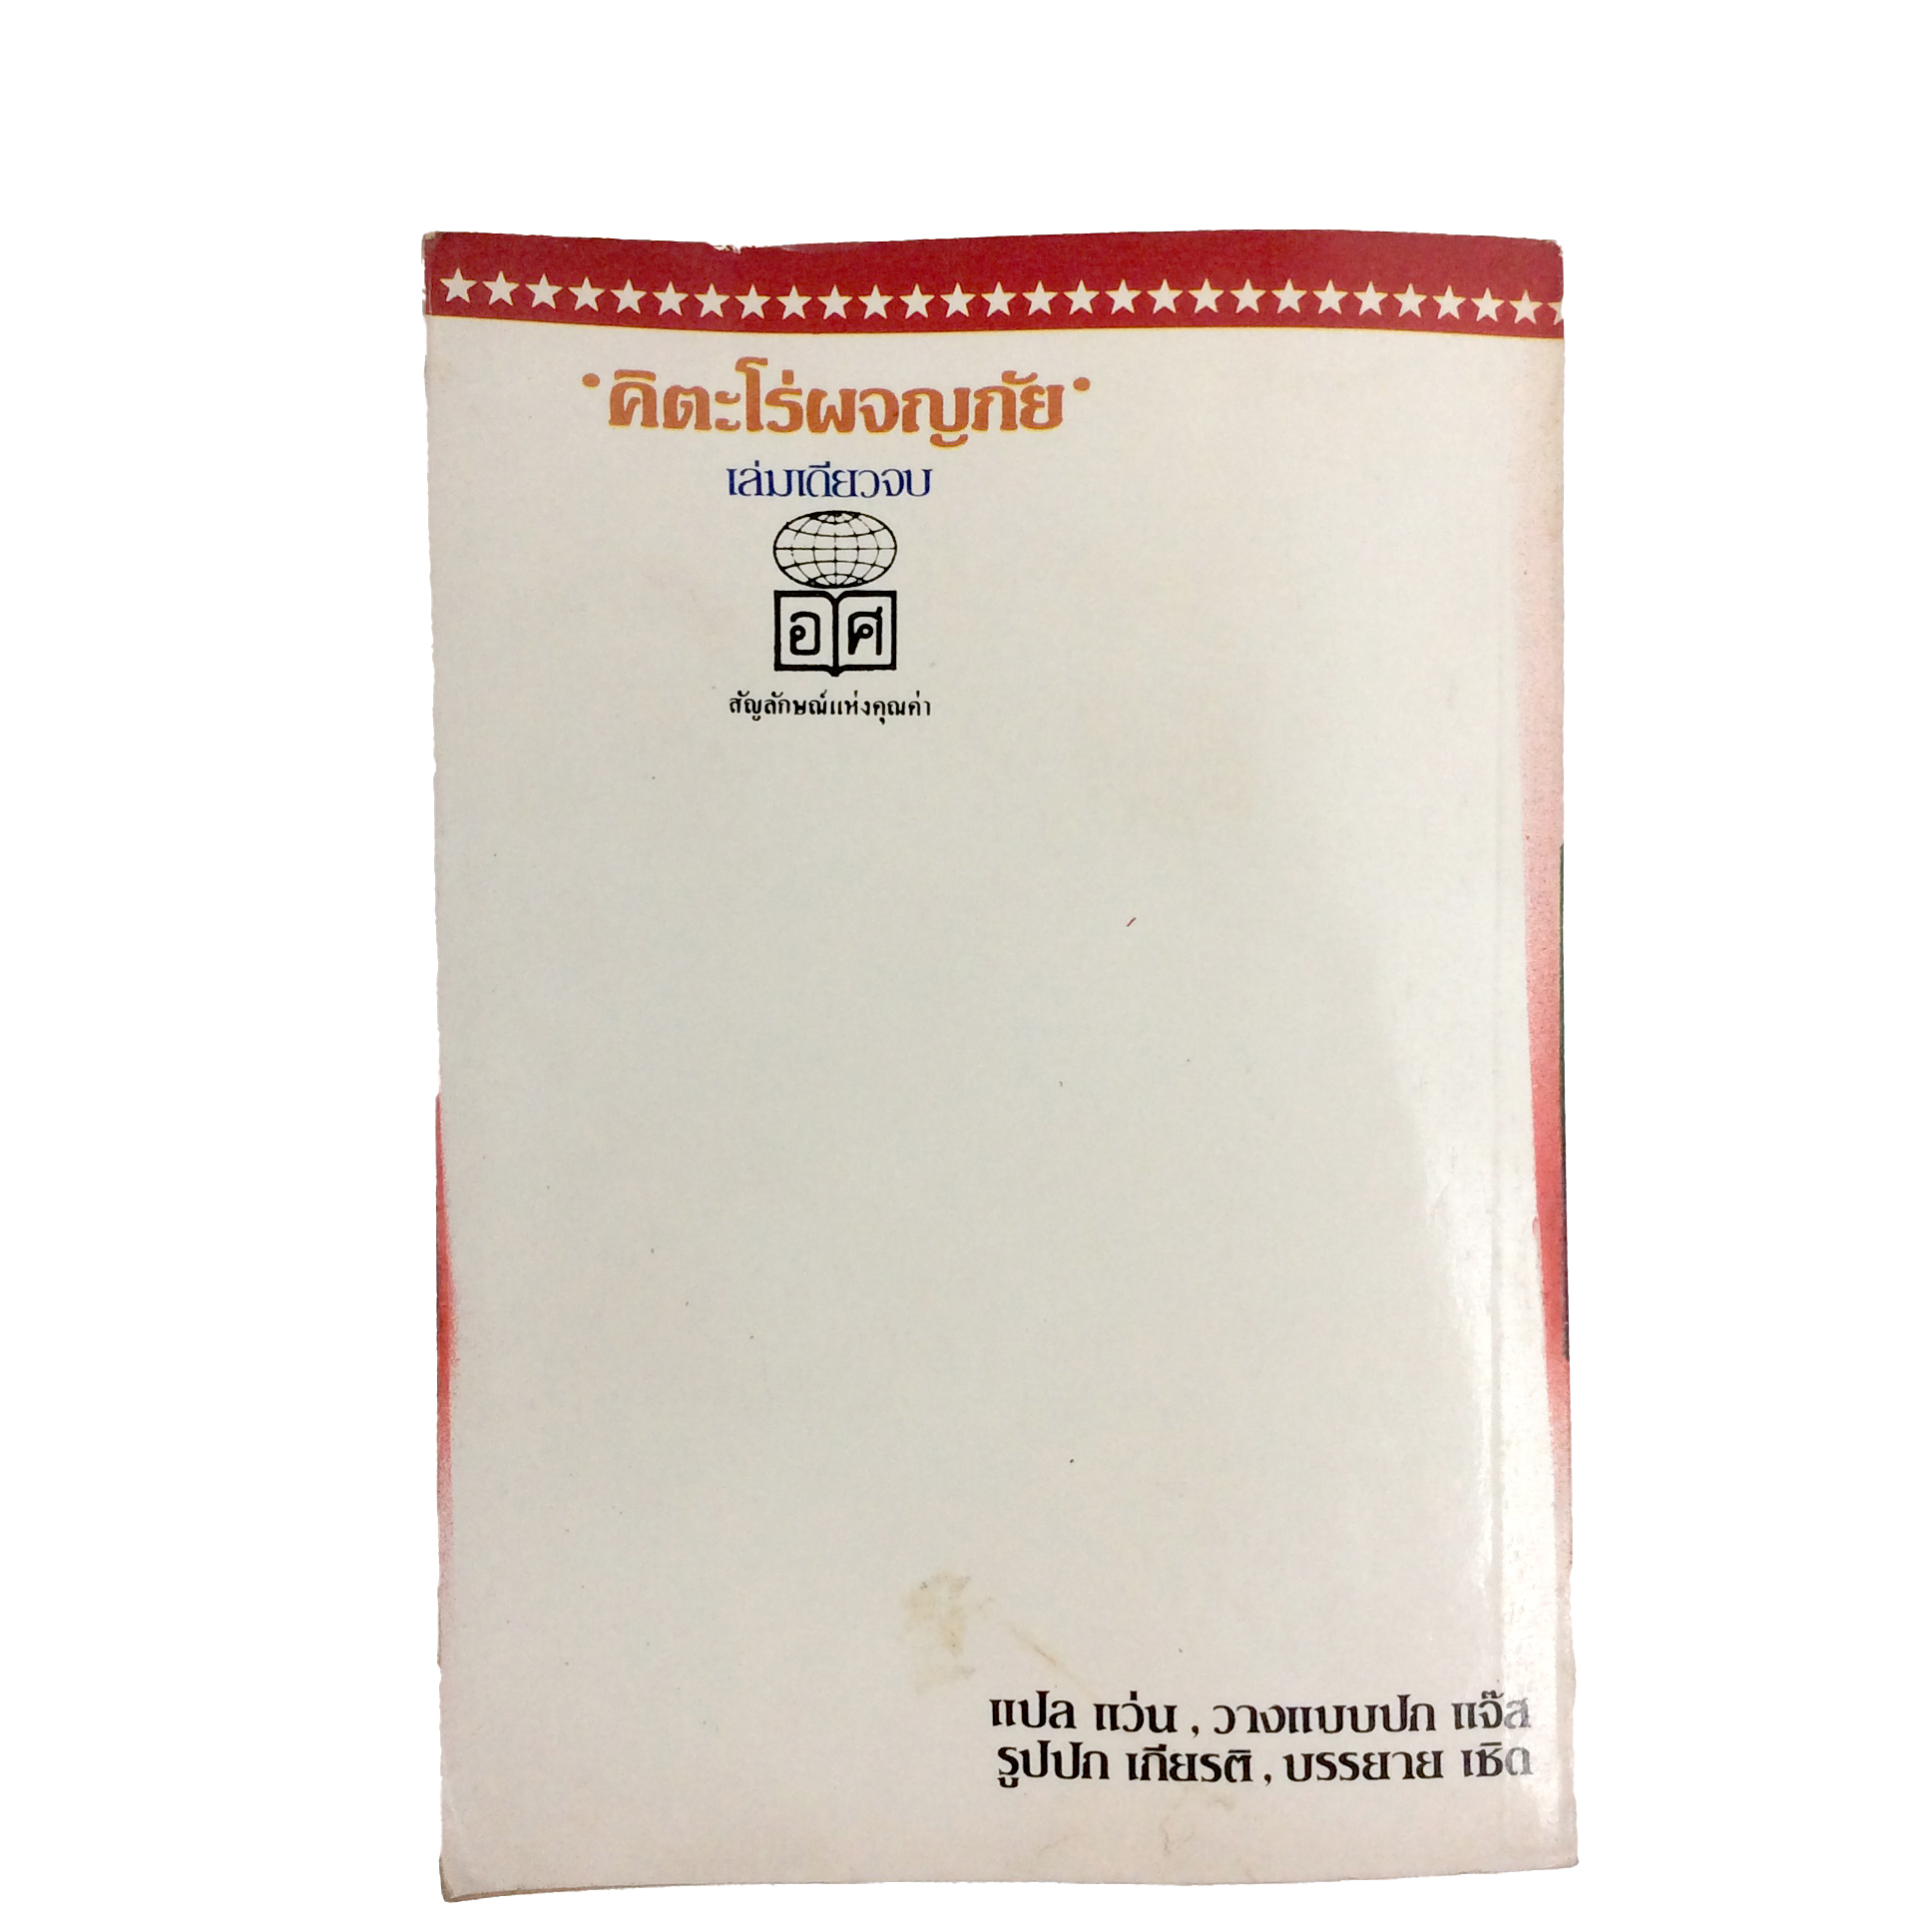 "คิตะโร่ผจญภัย"
เล่มเดียวจบ
อ ศ
สัญลักษณ์แห่งคุณค่า
แปล แว่น , วางแบบปก แจ๊ส
รูปปก เกียรติ , บรรยาย เชิด